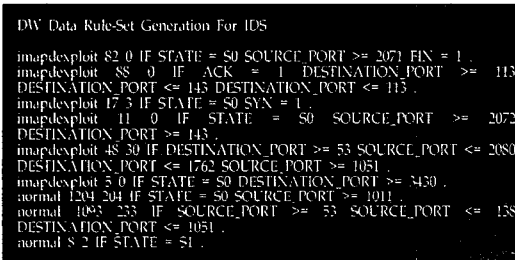 DW Data Rule-Set Generation For IDS
imapdexploit 82 0 IF STATE = S0 SOURCE_PORT >= 2071 FIN = 1 .
imapdexploit 88 0 IF ACK = 1 DESTINATION_PORT >= 113
DESTINATION_PORT <= 143 DESTINATION_PORT <= 113 .
imapdexploit 17 3 IF STATE = S0 SYN = 1 .
imapdexploit 11 0 IF STATE = S0 SOURCE_PORT >= 2072
DESTINATION_PORT >= 143 .
imapdexploit 48 30 IF DESTINATION_PORT >= 53 SOURCE_PORT <= 2080
DESTINATION_PORT <= 1762 SOURCE_PORT >= 1051 .
imapdexploit 5 0 IF STATE = S0 DESTINATION_PORT >= 3430 .
normal 1204 204 IF STATE = S0 SOURCE_PORT >= 1011 .
normal 1093 233 IF SOURCE_PORT >= 53 SOURCE_PORT <= 138
DESTINATION_PORT <= 1051 .
normal 8 2 IF STATE = S1 .